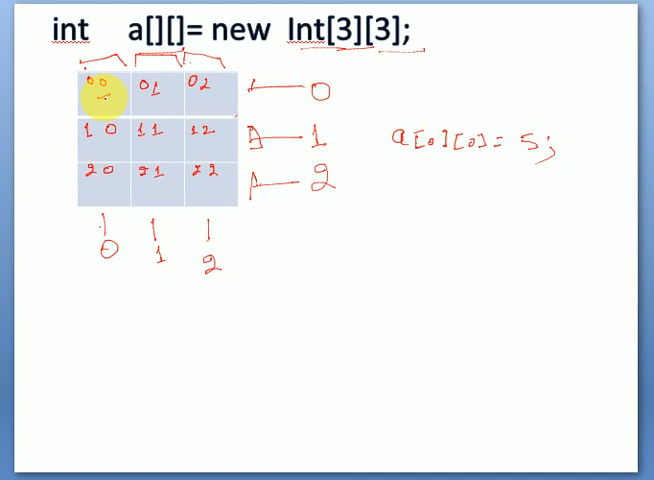 int a[][]= new Int[3][3];
00 01 02 0
10 11 12 1
a[0][0]= 5;
20 21 22 2
0 1 2